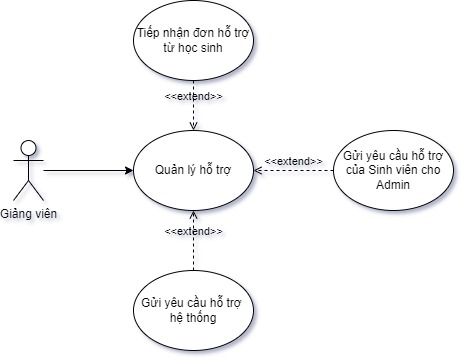 Tiếp nhận đơn hỗ trợ
từ học sinh
<<extend>>
Quản lý hỗ trợ
<<extend>>
Gửi yêu cầu hỗ trợ
của Sinh viên cho
Admin
Giảng viên
<<extend>>
Gửi yêu cầu hỗ trợ
hệ thống